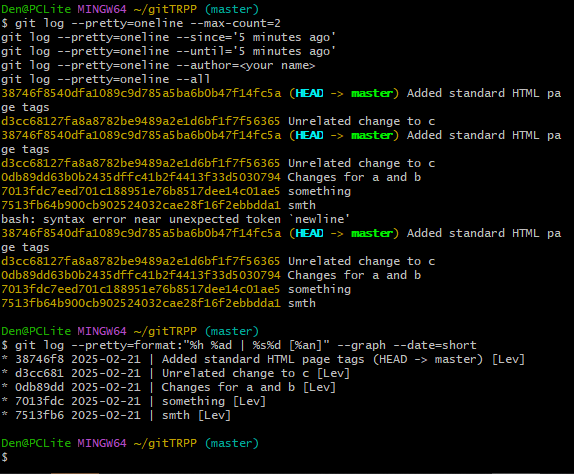 Den@PCLite MINGW64 ~/gitTRPP (master)
$ git log --pretty=oneline --max-count=2
git log --pretty=oneline --since='5 minutes ago'
git log --pretty=oneline --until='5 minutes ago'
git log --pretty=oneline --author=<your name>
git log --pretty=oneline --all
38746f8540dfa1089c9d785a5ba6b0b47f14fc5a (HEAD -> master) Added standard HTML pa
ge tags
d3cc68127fa8a8782be9489a2e1d6bf1f7f56365 Unrelated change to c
38746f8540dfa1089c9d785a5ba6b0b47f14fc5a (HEAD -> master) Added standard HTML pa
ge tags
d3cc68127fa8a8782be9489a2e1d6bf1f7f56365 Unrelated change to c
0db89dd63b0b2435dffc41b2f4413f33d5030794 Changes for a and b
7013fdc7eed701c188951e76b8517dee14c01ae5 something
7513fb64b900cb902524032cae28f16f2ebbdda1 smth
bash: syntax error near unexpected token `newline'
38746f8540dfa1089c9d785a5ba6b0b47f14fc5a (HEAD -> master) Added standard HTML pa
ge tags
d3cc68127fa8a8782be9489a2e1d6bf1f7f56365 Unrelated change to c
0db89dd63b0b2435dffc41b2f4413f33d5030794 Changes for a and b
7013fdc7eed701c188951e76b8517dee14c01ae5 something
7513fb64b900cb902524032cae28f16f2ebbdda1 smth
Den@PCLite MINGW64 ~/gitTRPP (master)
$ git log --pretty=format:"%h %ad | %s%d [%an]" --graph --date=short
* 38746f8 2025-02-21 | Added standard HTML page tags (HEAD -> master) [Lev]
* d3cc681 2025-02-21 | Unrelated change to c [Lev]
* 0db89dd 2025-02-21 | Changes for a and b [Lev]
* 7013fdc 2025-02-21 | something [Lev]
* 7513fb6 2025-02-21 | smth [Lev]
Den@PCLite MINGW64 ~/gitTRPP (master)
$